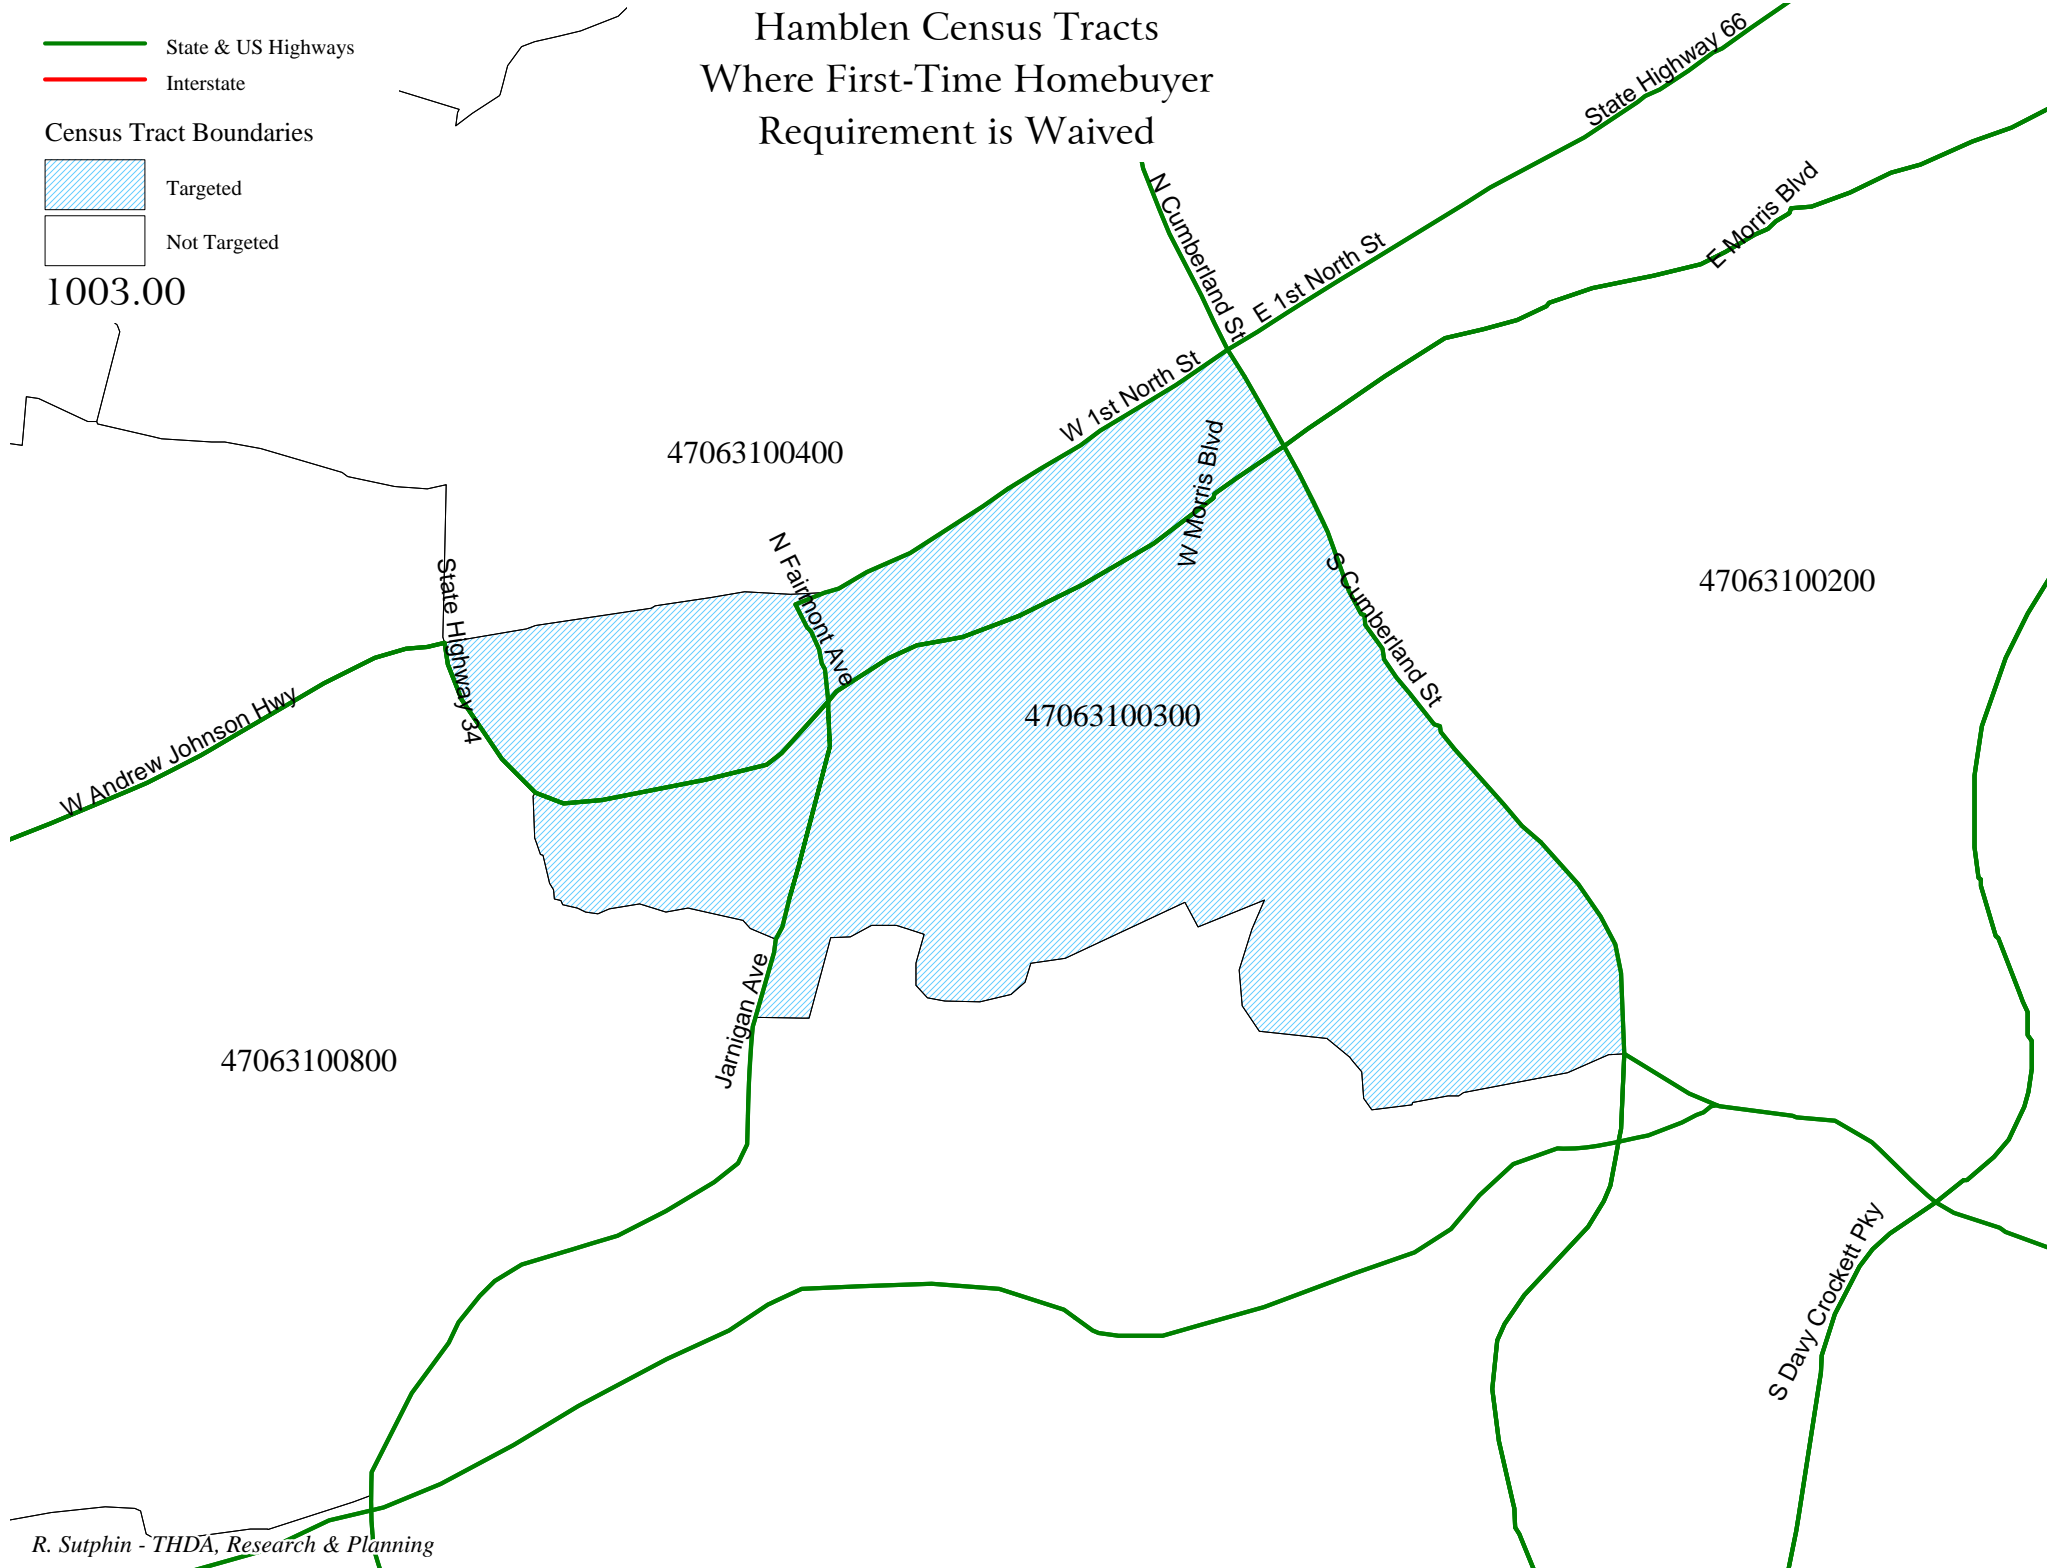 Hamblen Census Tracts
Where First-Time Homebuyer
Requirement is Waived
State & US Highways
Interstate
Census Tract Boundaries
Targeted
Not Targeted
1003.00
State Highway 66
N Cumberland St
E 1st North St
E Morris Blvd
W 1st North St
47063100400
W Morris Blvd
N Fairmont Ave
State Highway 34
S Cumberland St
47063100200
W Andrew Johnson Hwy
47063100300
Jarnigan Ave
47063100800
S Davy Crockett Pky
R. Sutphin - THDA, Research & Planning